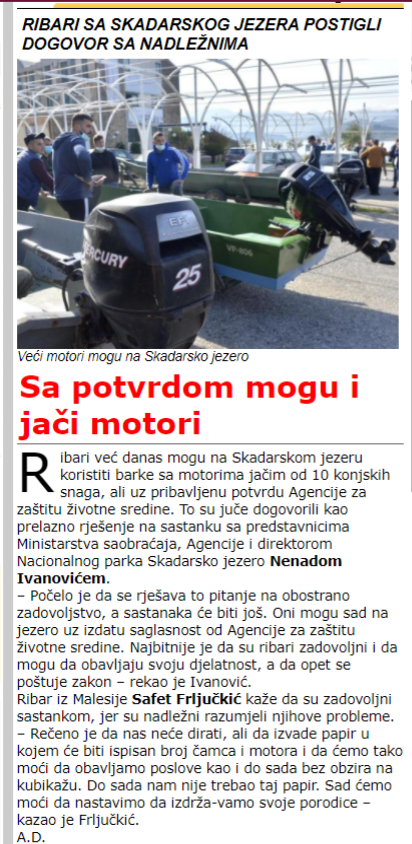 RIBARI SA SKADARSKOG JEZERA POSTIGLI
DOGOVOR SA NADLEŽNIMA
EFI
MERCURY
25
VP-806
Veći motori mogu na Skadarsko jezero
Sa potvrdom mogu i
jači motori
Ribari već danas mogu na Skadarskom jezeru
koristiti barke sa motorima jačim od 10 konjskih
snaga, ali uz pribavljenu potvrdu Agencije za
zaštitu životne sredine. To su juče dogovorili kao
prelazno rješenje na sastanku sa predstavnicima
Ministarstva saobraćaja, Agencije i direktorom
Nacionalnog parka Skadarsko jezero Nenadom
Ivanovićem.
– Počelo je da se rješava to pitanje na obostrano
zadovoljstvo, a sastanaka će biti još. Oni mogu sad na
jezero uz izdatu saglasnost od Agencije za zaštitu
životne sredine. Najbitnije je da su ribari zadovoljni i da
mogu da obavljaju svoju djelatnost, a da opet se
poštuje zakon – rekao je Ivanović.
Ribar iz Malesije Safet Frljučkić kaže da su zadovoljni
sastankom, jer su nadležni razumjeli njihove probleme.
– Rečeno je da nas neće dirati, ali da izvade papir u
kojem će biti ispisan broj čamca i motora i da ćemo tako
moći da obavljamo poslove kao i do sada bez obzira na
kubikažu. Do sada nam nije trebao taj papir. Sad ćemo
moći da nastavimo da izdrža-vamo svoje porodice –
kazao je Frljučkić.
A.D.